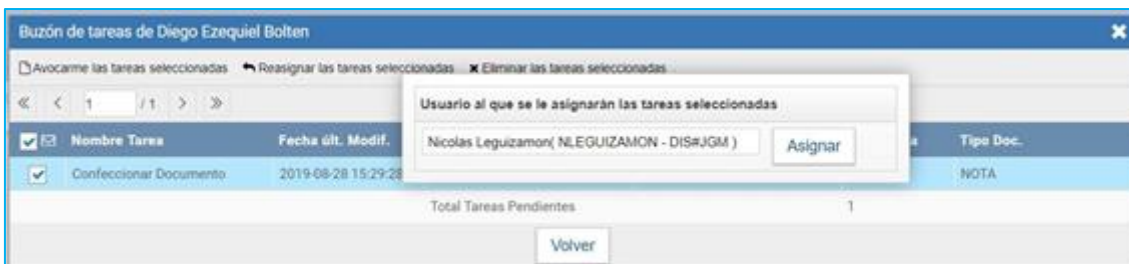 Buzón de tareas de Diego Ezequiel Bolten
Avocarme las tareas seleccionadas Reasignar las tareas seleccionadas Eliminar las tareas seleccionadas
1 / 1
Usuario al que se le asignarán las tareas seleccionadas
Nicolas Leguizamon( NLEGUIZAMON - DIS#JGM ) Asignar
Nombre Tarea Fecha últ. Modif. Tipo Doc.
Confeccionar Documento 2019-08-28 15:29:28 NOTA
Total Tareas Pendientes 1
Volver